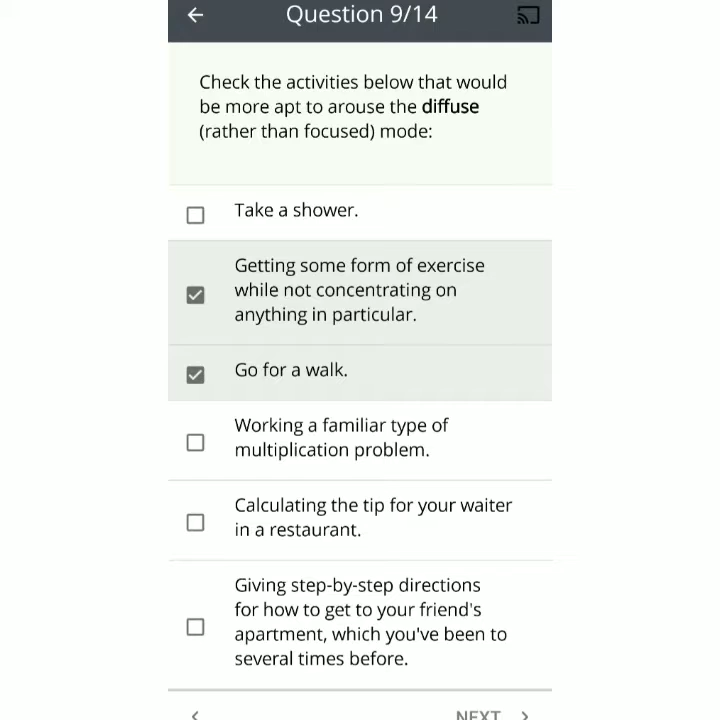 Question 9/14
Check the activities below that would
be more apt to arouse the diffuse
(rather than focused) mode:
Take a shower.
Getting some form of exercise
while not concentrating on
anything in particular.
Go for a walk.
Working a familiar type of
multiplication problem.
Calculating the tip for your waiter
in a restaurant.
Giving step-by-step directions
for how to get to your friend's
apartment, which you've been to
several times before.
NEXT